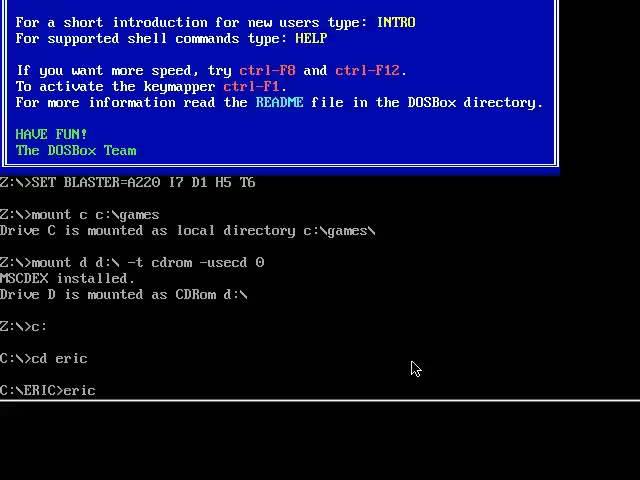 For a short introduction for new users type: INTRO
For supported shell commands type: HELP
If you want more speed, try ctrl-F8 and ctrl-F12.
To activate the keymapper ctrl-F1.
For more information read the README file in the DOSBox directory.
HAVE FUN!
The DOSBox Team
Z:\>SET BLASTER=A220 I7 D1 H5 T6
Z:\>mount c c:\games
Drive C is mounted as local directory c:\games\
Z:\>mount d d:\ -t cdrom -usecd 0
MSCDEX installed.
Drive D is mounted as CDRom d:\
Z:\>c:
C:\>cd eric
C:\ERIC>eric